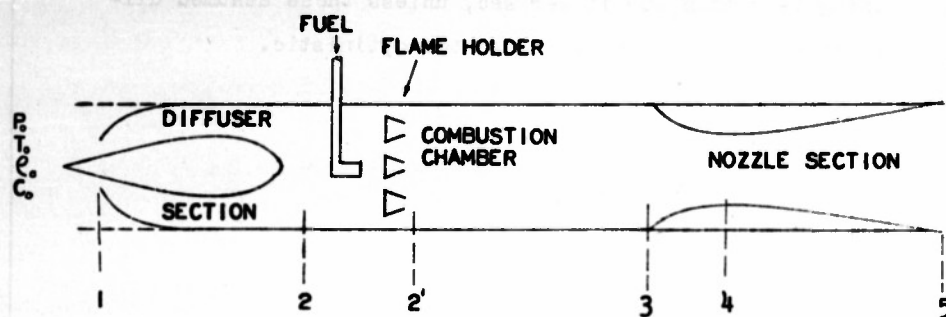 FUEL
FLAME HOLDER
DIFFUSER
P₀
T₀
ρ₀
C₀
COMBUSTION
CHAMBER
NOZZLE SECTION
SECTION
1
2
2'
3
4
5